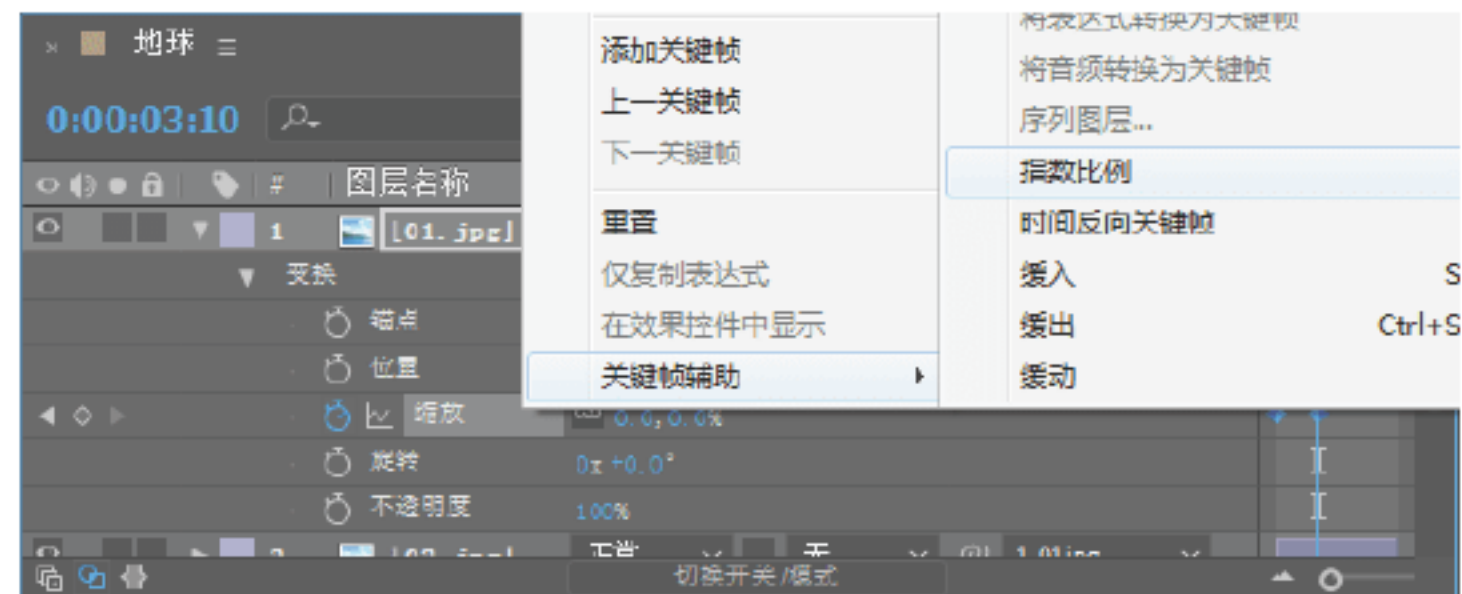 地球
0:00:03:10
# 图层名称
1 [01.jpg]
变换
锚点
位置
缩放 0.0,0.0%
旋转 0x+0.0°
不透明度 100%
正常 无
切换开关/模式
添加关键帧
上一关键帧
下一关键帧
重置
仅复制表达式
在效果控件中显示
关键帧辅助
将表达式转换为关键帧
将音频转换为关键帧
序列图层...
指数比例
时间反向关键帧
缓入 S
缓出 Ctrl+S
缓动